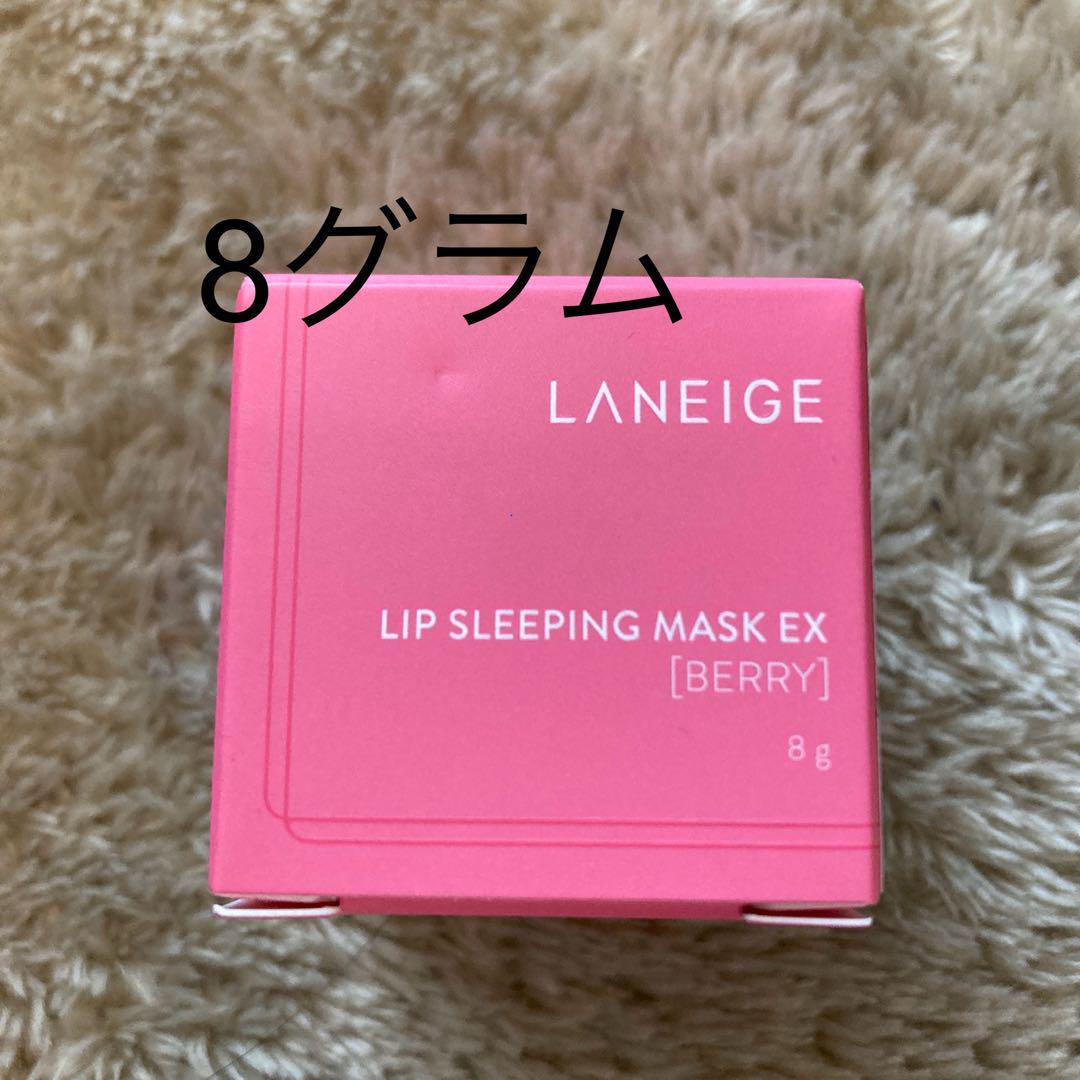 8グラム
LANEIGE
LIP SLEEPING MASK EX
[BERRY]
8 g